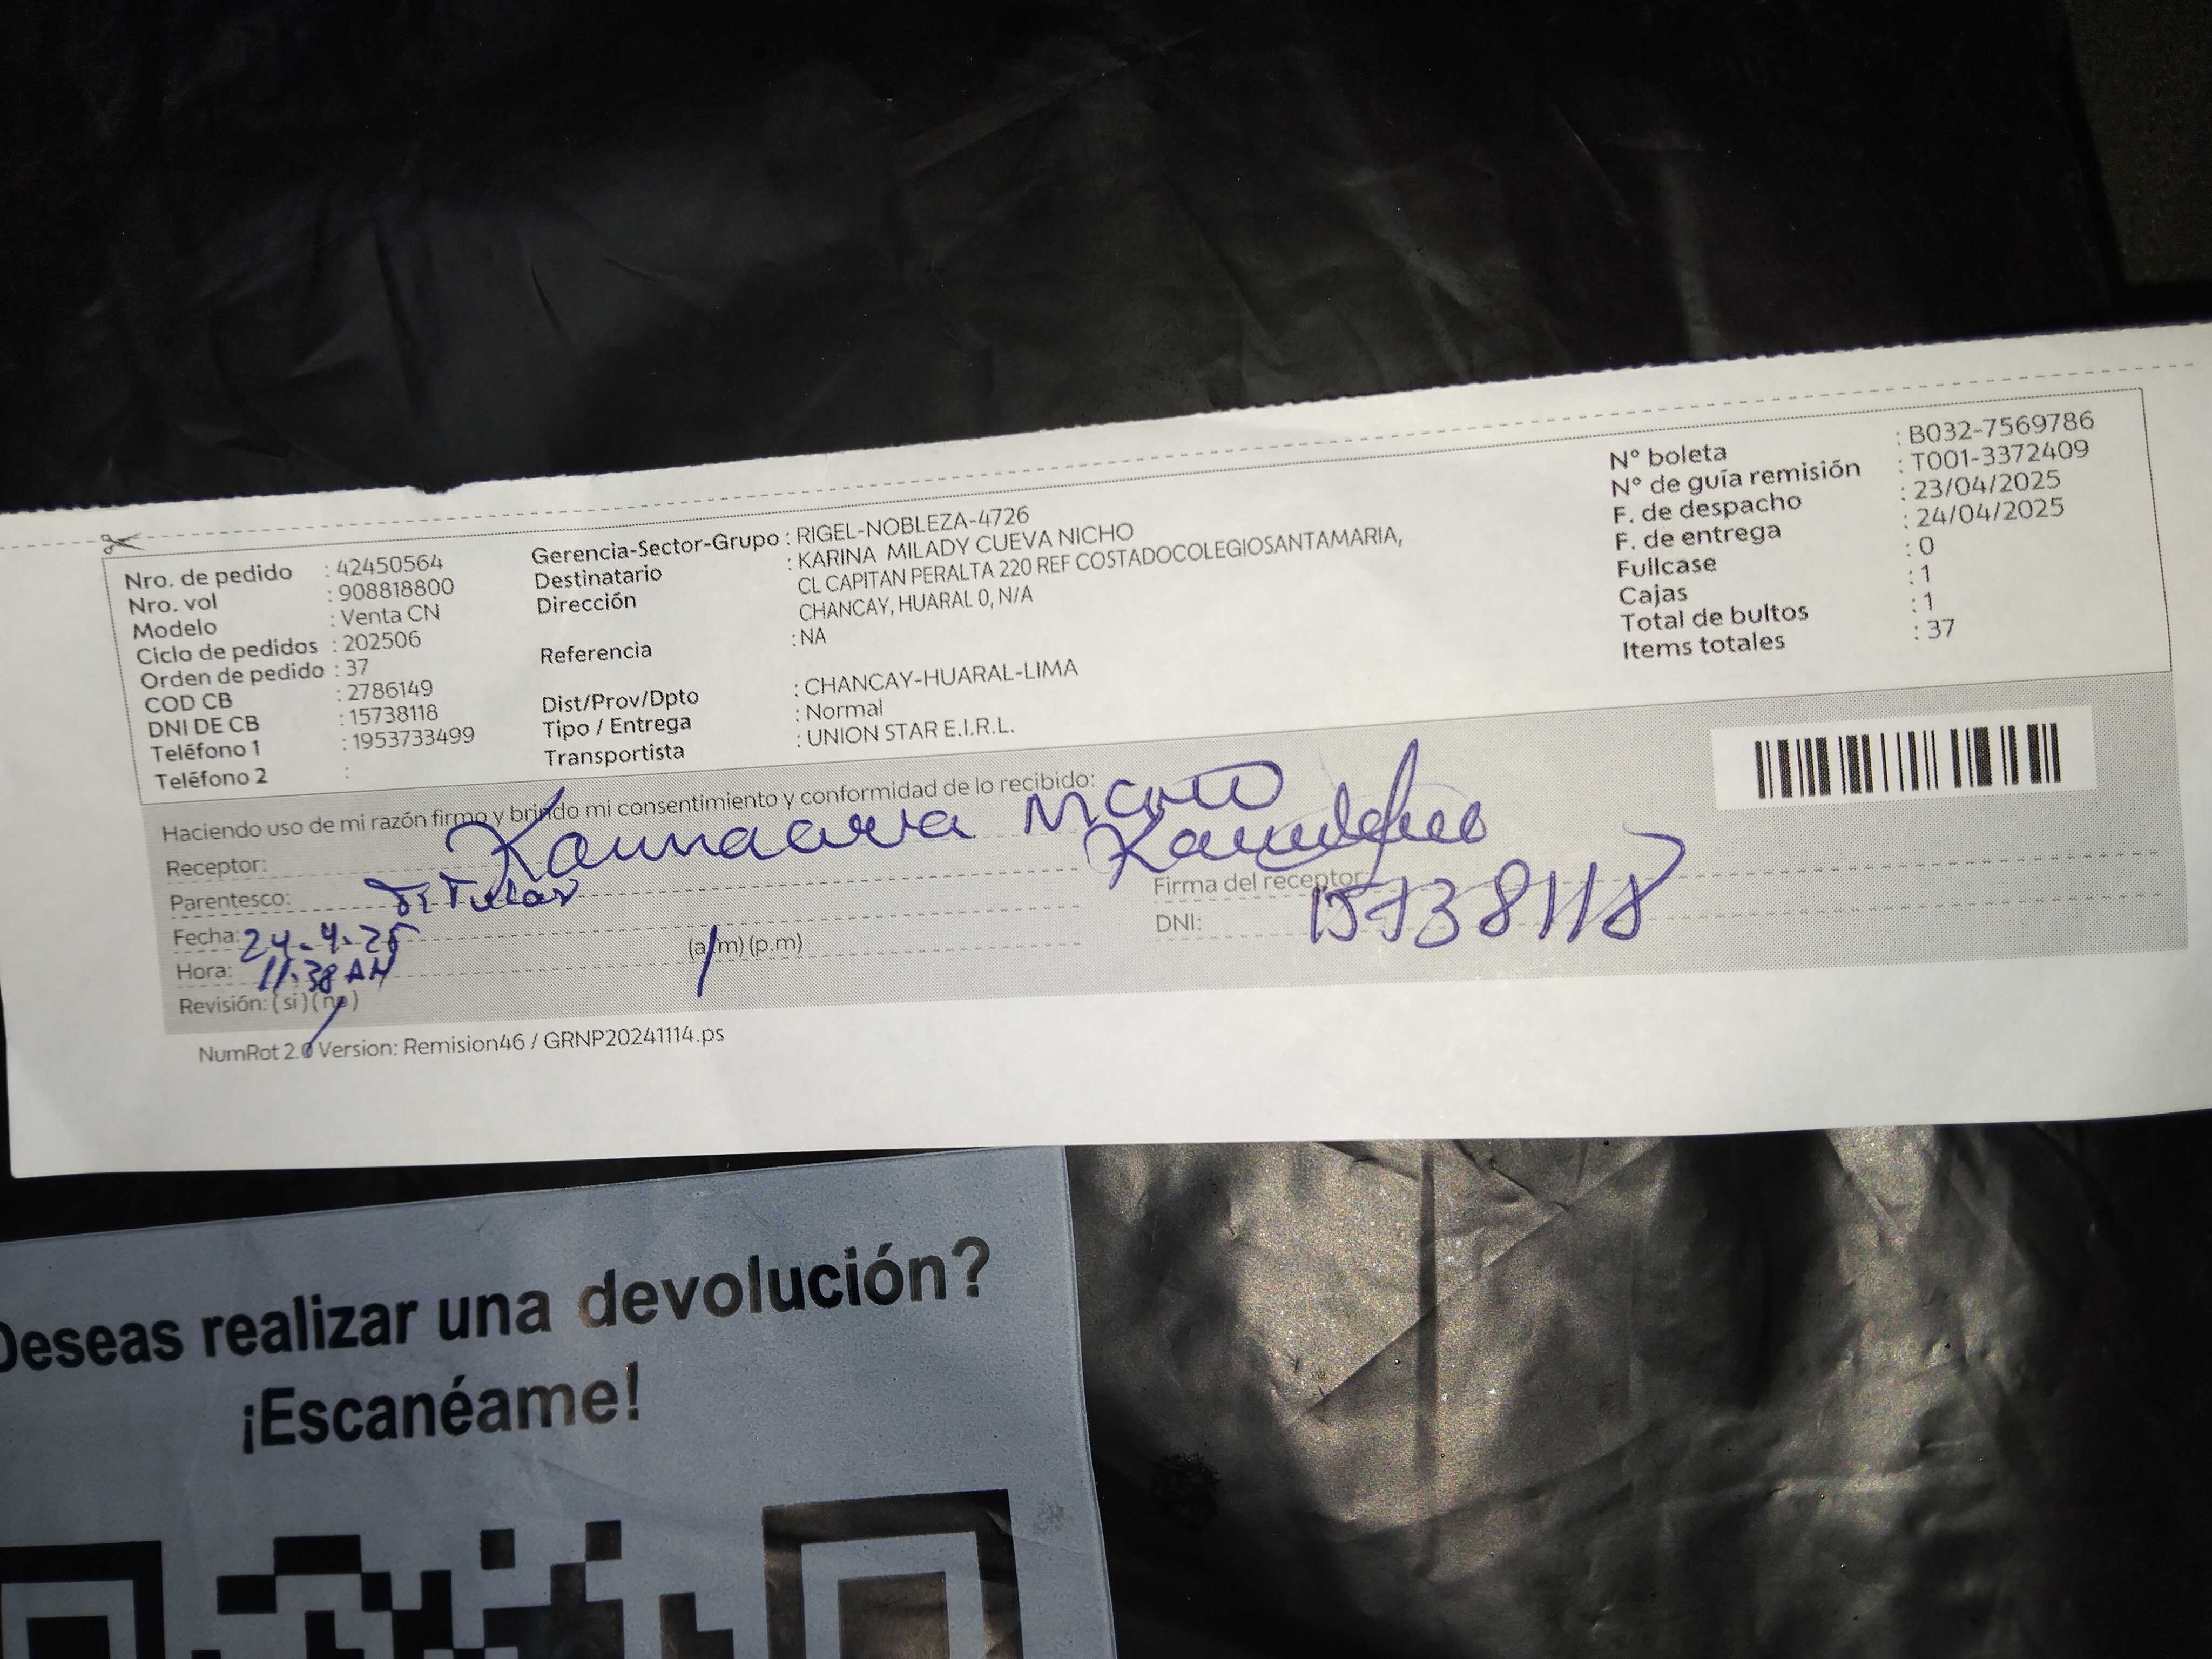 Nro. de pedido : 42450564
Nro. vol : 908818800
Modelo : Venta CN
Ciclo de pedidos : 202506
Orden de pedido : 37
COD CB : 2786149
DNI DE CB : 15738118
Teléfono 1 : 1953733499
Teléfono 2 :
Gerencia-Sector-Grupo : RIGEL-NOBLEZA-4726
Destinatario : KARINA MILADY CUEVA NICHO
Dirección CL CAPITAN PERALTA 220 REF COSTADOCOLEGIOSANTAMARIA,
CHANCAY, HUARAL 0, N/A
Referencia : NA
Dist/Prov/Dpto : CHANCAY-HUARAL-LIMA
Tipo / Entrega : Normal
Transportista : UNION STAR E.I.R.L.
N° boleta : B032-7569786
N° de guía remisión : T001-3372409
F. de despacho : 23/04/2025
F. de entrega : 24/04/2025
Fullcase : 0
Cajas : 1
Total de bultos : 1
Items totales : 37
Haciendo uso de mi razón firmo y brindo mi consentimiento y conformidad de lo recibido:
Receptor:
Parentesco: Titular
Fecha: 24-4-25
Hora: 11:38 AM (a.m) (p.m)
Revisión: (si) (no)
Firma del receptor:
DNI: 15738118
NumRot 2.0 Version: Remision46 / GRNP20241114.ps
Deseas realizar una devolución?
¡Escanéame!